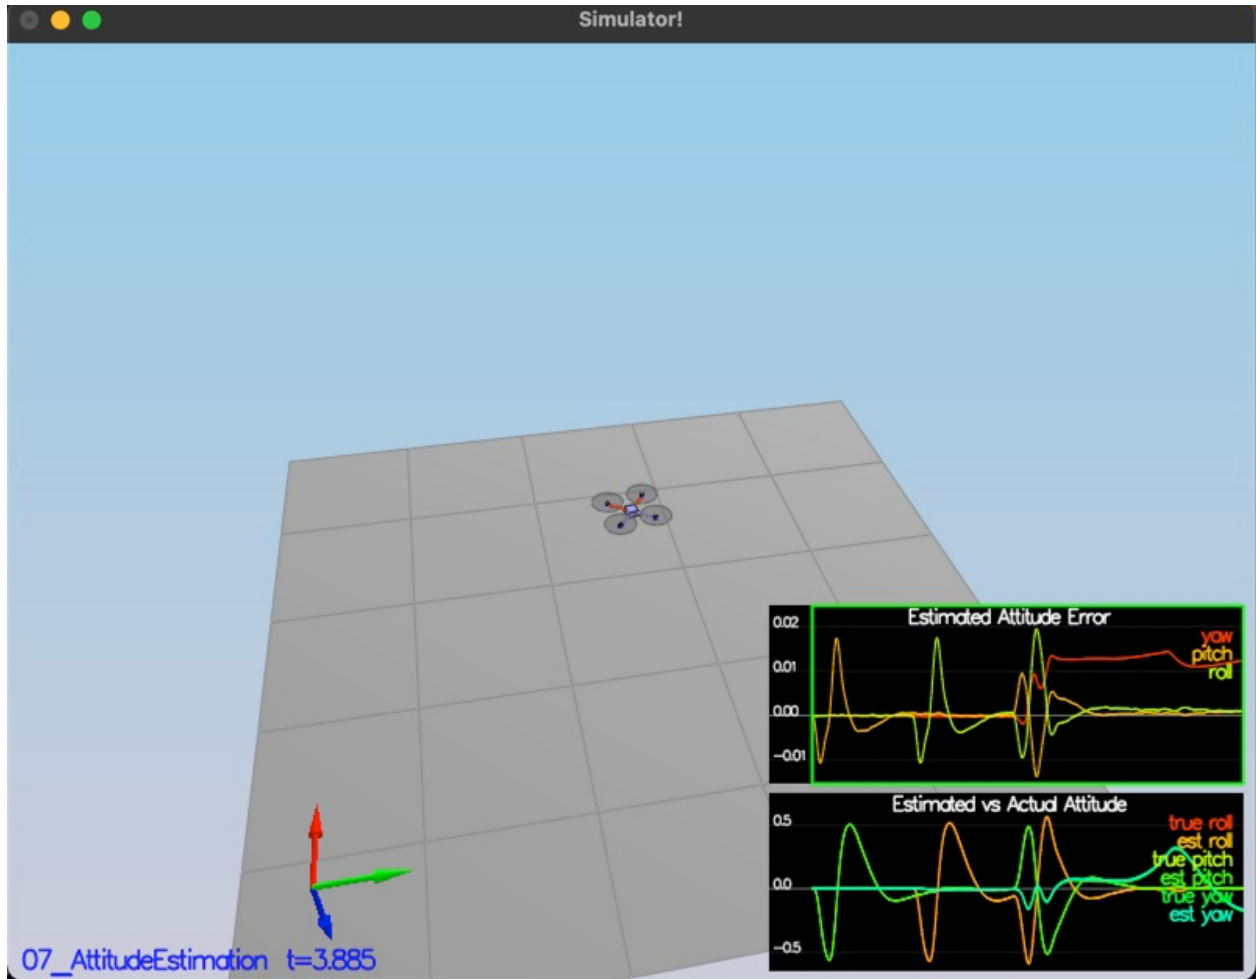 Simulator!
Estimated Attitude Error
0.02
0.01
0.00
-0.01
yaw
pitch
roll
Estimated vs Actual Attitude
0.5
0.0
-0.5
true roll
est roll
true pitch
est pitch
true yaw
est yaw
07_AttitudeEstimation t=3.885